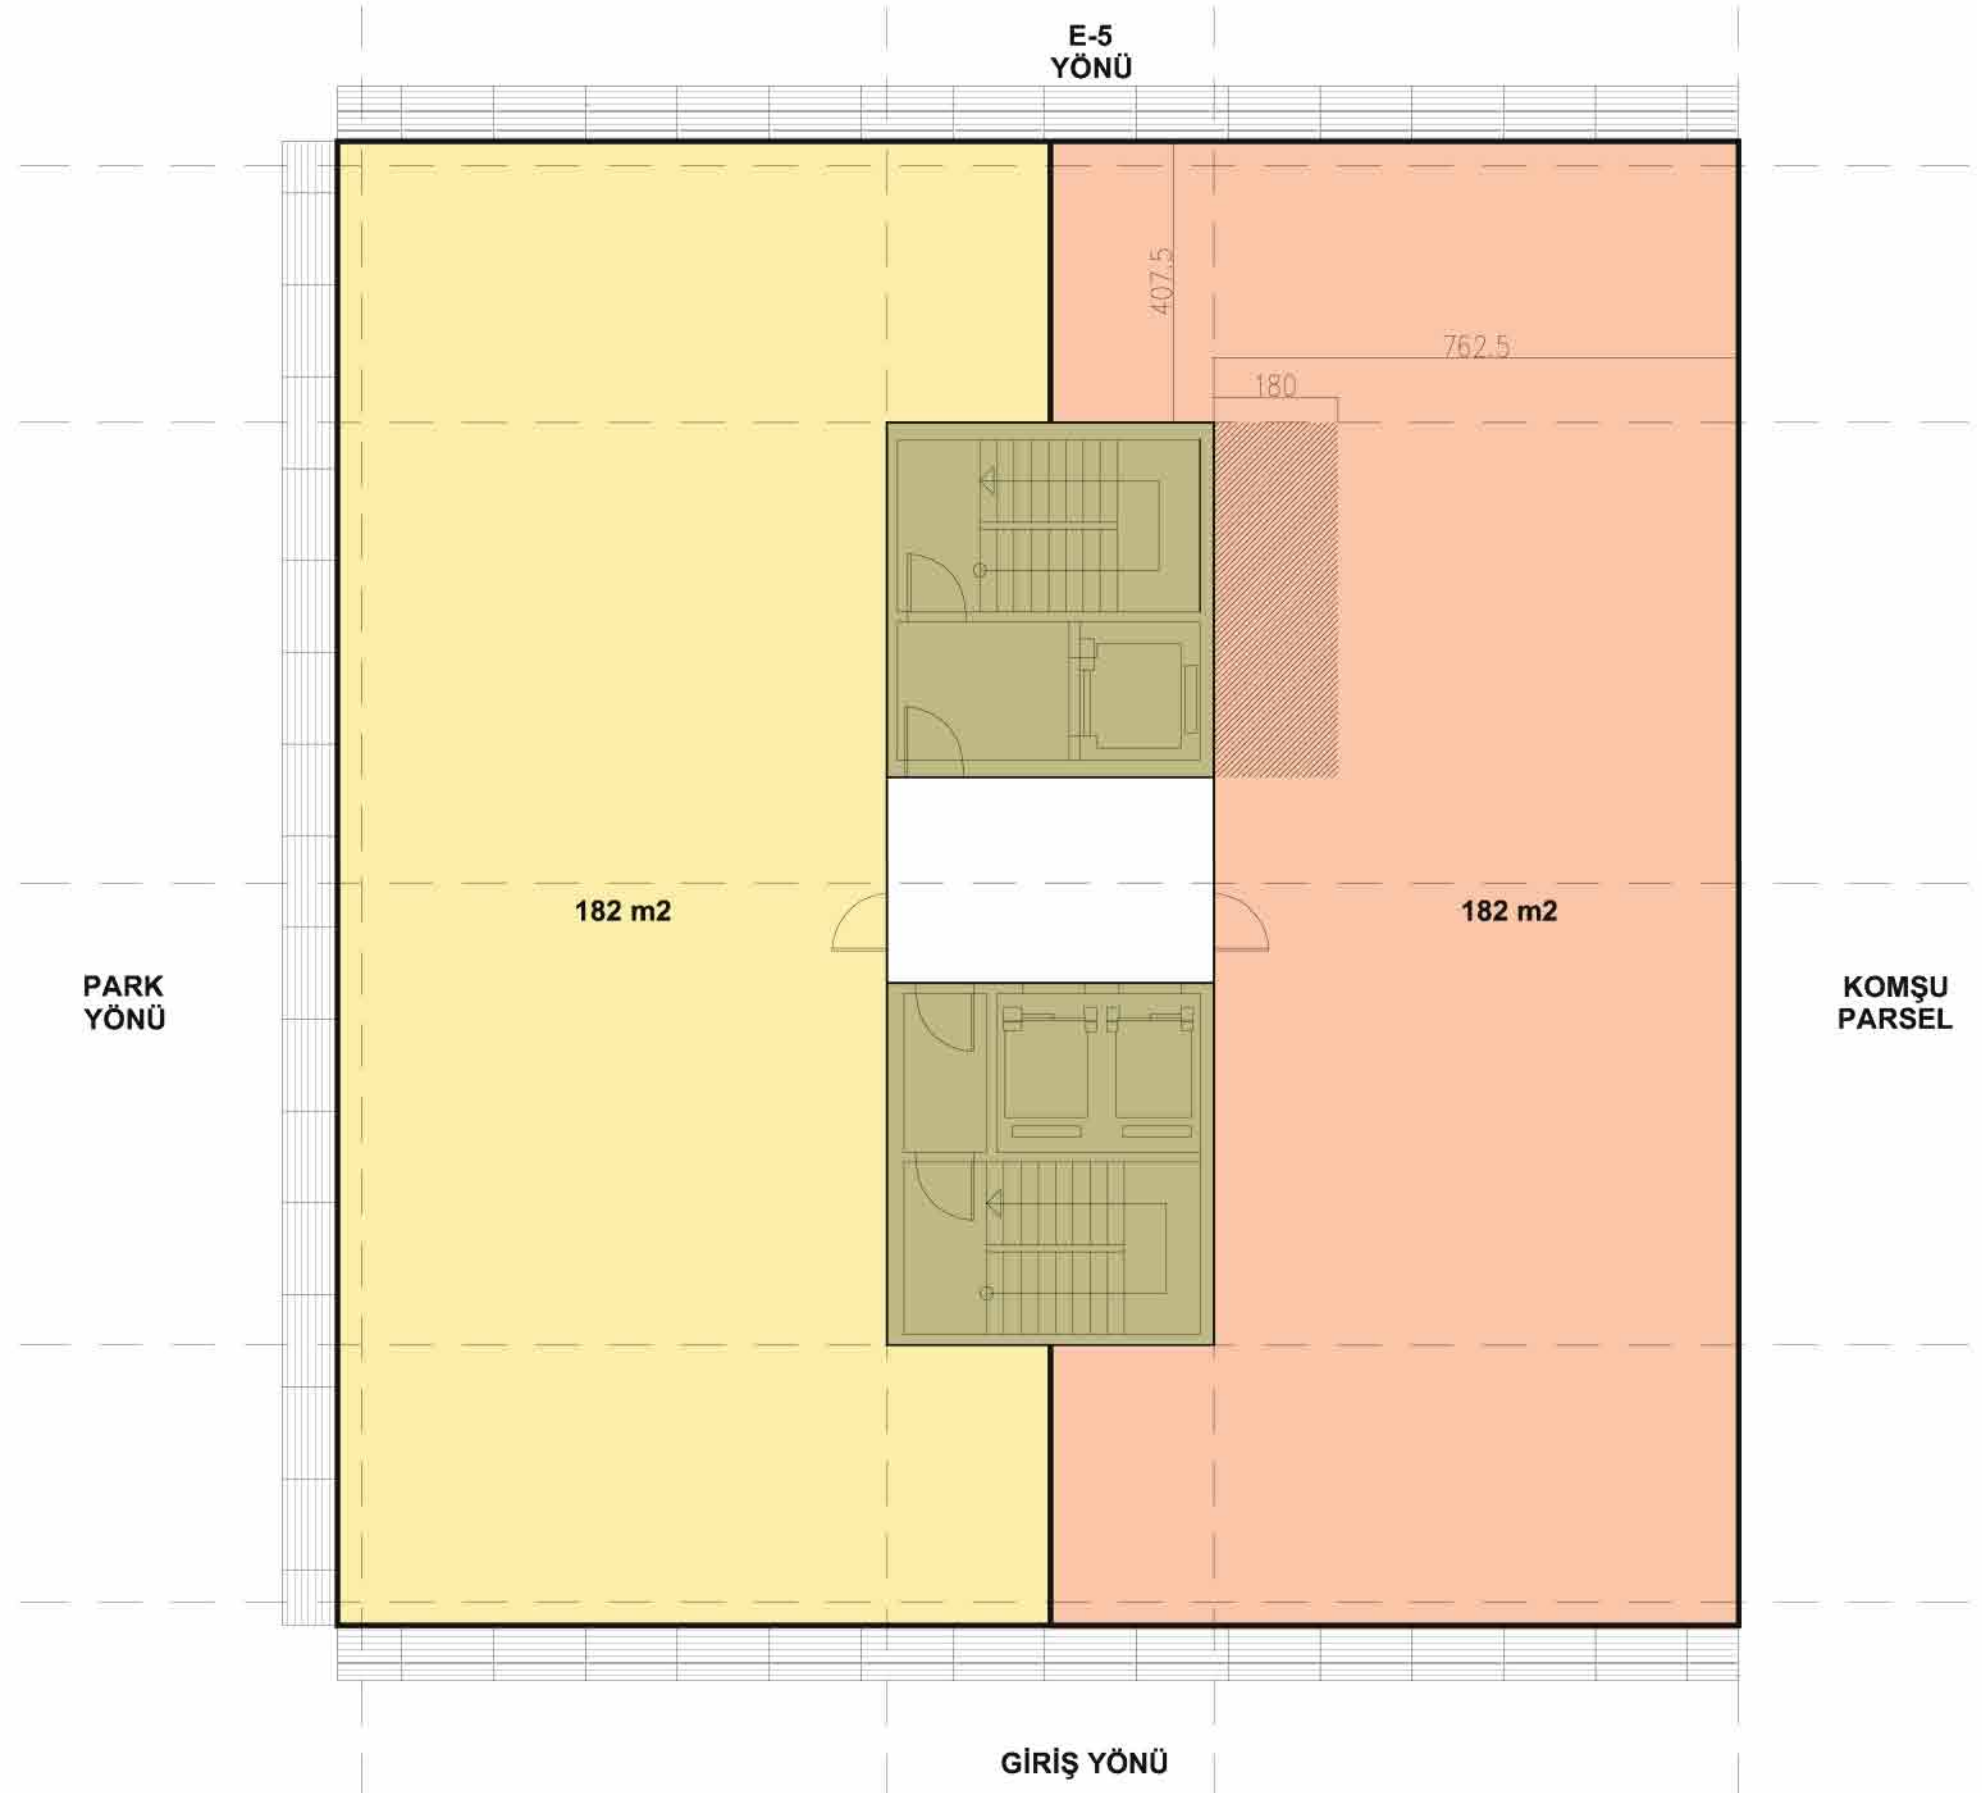 E-5
YÖNÜ
407.5
762.5
180
182 m2
182 m2
PARK
YÖNÜ
KOMŞU
PARSEL
GİRİŞ YÖNÜ